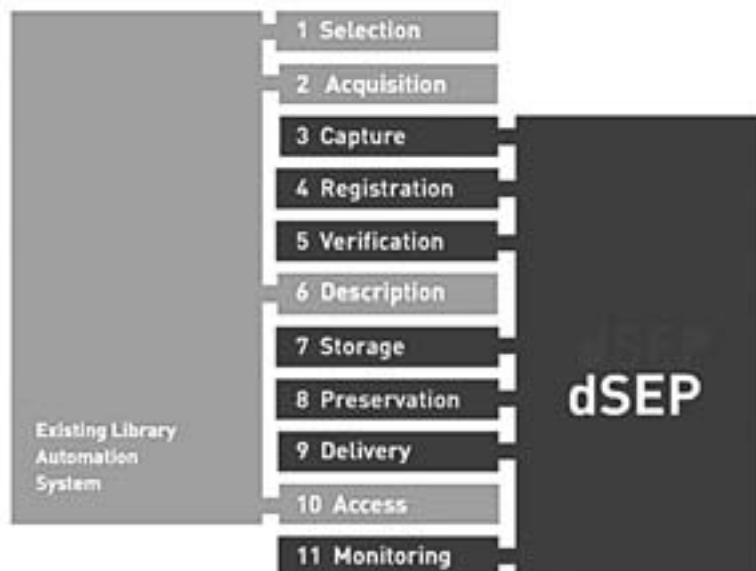 1 Selection
2 Acquisition
3 Capture
4 Registration
5 Verification
6 Description
7 Storage
8 Preservation
9 Delivery
10 Access
11 Monitoring
Existing Library
Automation
System
dSEP
dSEP